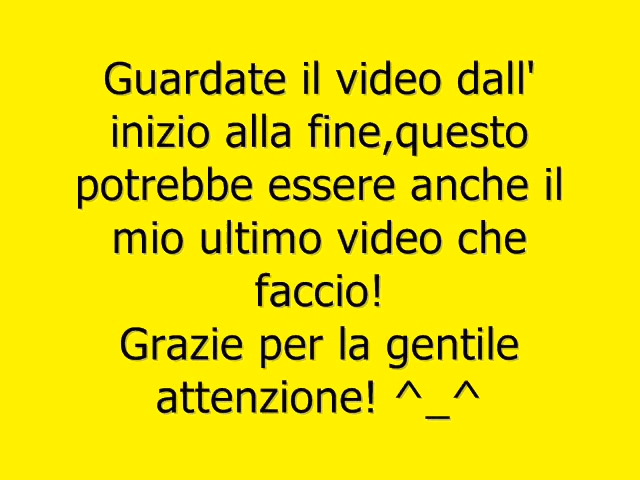 Guardate il video dall'
inizio alla fine,questo
potrebbe essere anche il
mio ultimo video che
faccio!
Grazie per la gentile
attenzione! ^_^